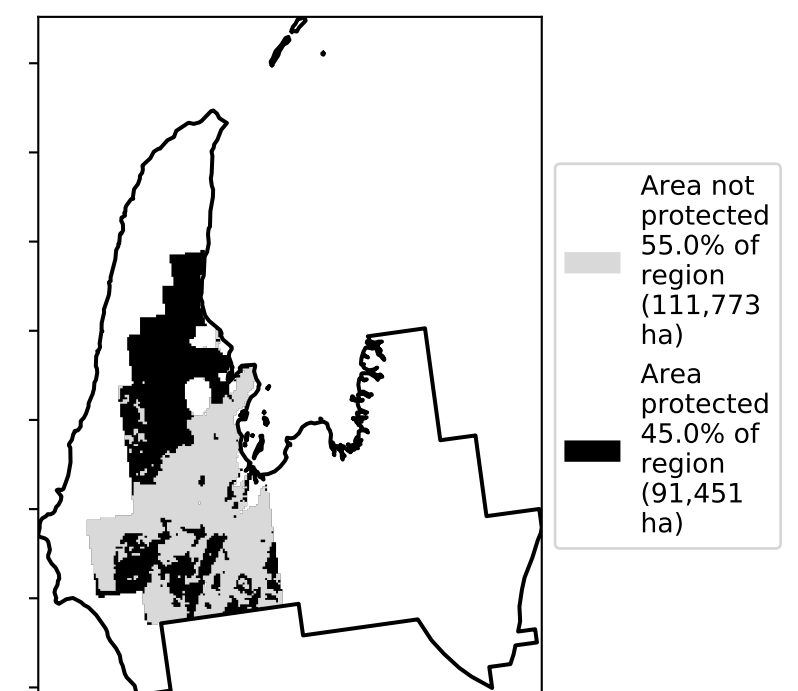 Area not
protected
55.0% of
region
(111,773
ha)
Area
protected
45.0% of
region
(91,451
ha)